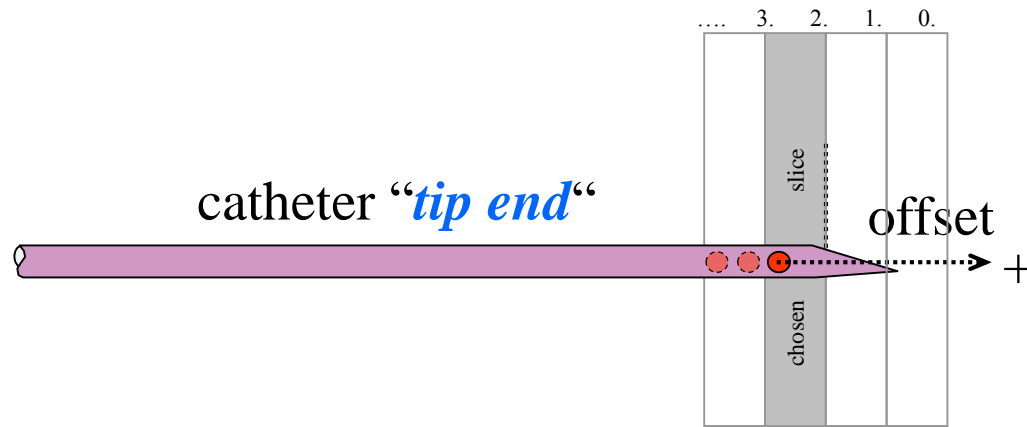 .... 3. 2. 1. 0.
slice
catheter “tip end“
offset
+
chosen